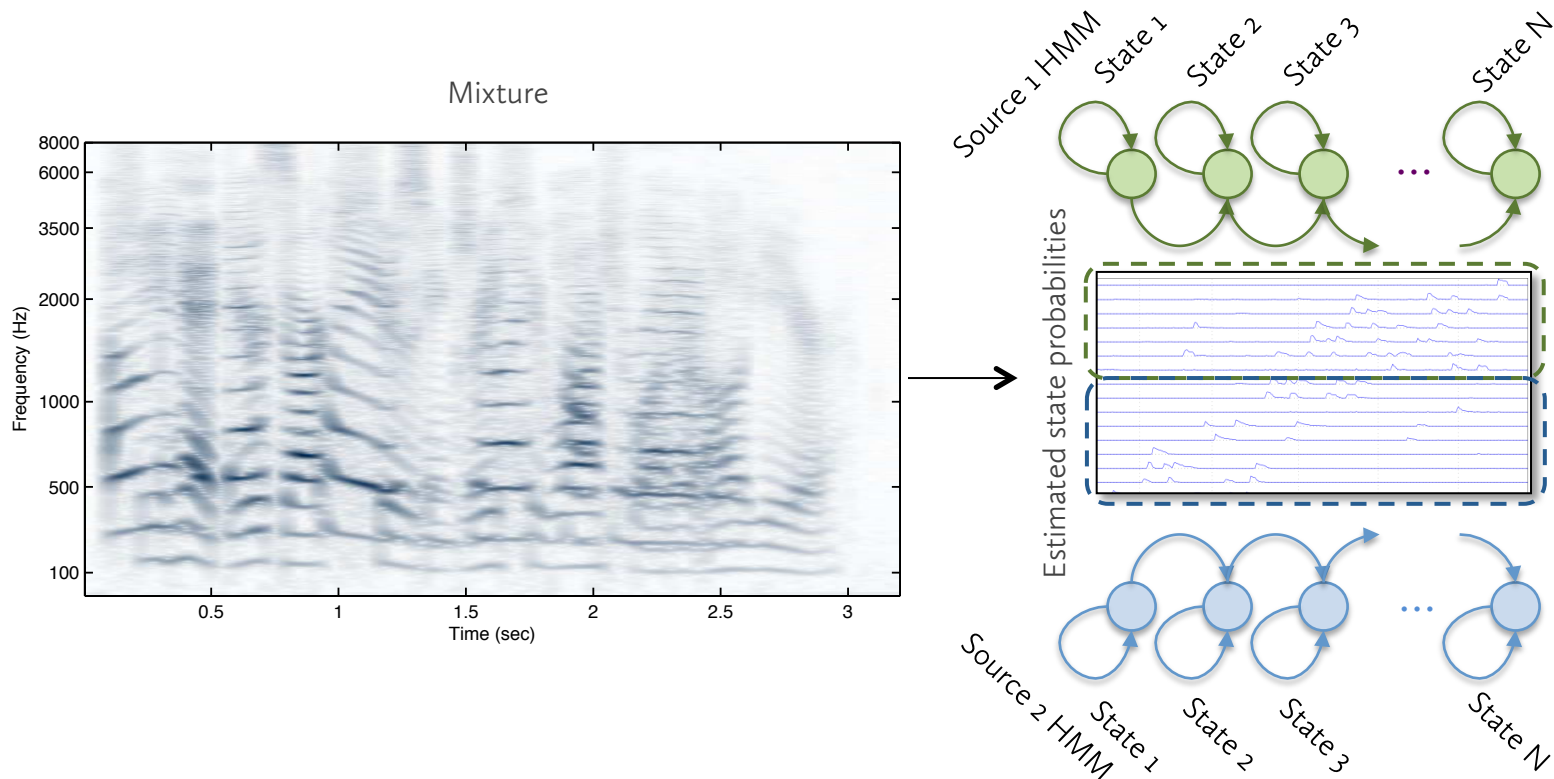 Mixture
Frequency (Hz)
8000
6000
3500
2000
1000
500
100
0.5
1
1.5
2
2.5
3
Time (sec)
Source 1 HMM
State 1
State 2
State 3
State N
...
Estimated state probabilities
...
Source 2 HMM
State 1
State 2
State 3
State N